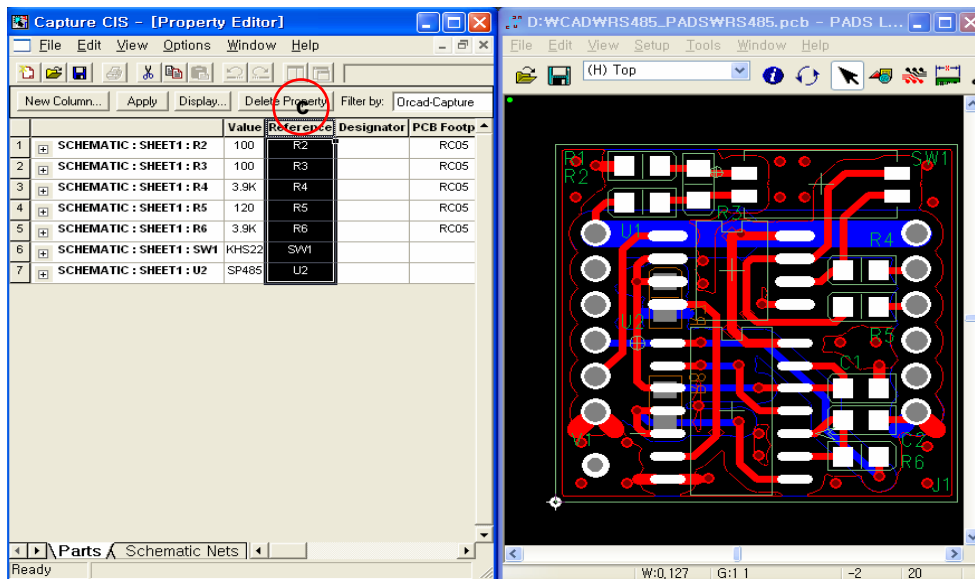 Capture CIS - [Property Editor]
File Edit View Options Window Help
New Column... Apply Display... Delete Property Filter by: Orcad-Capture
C
Value Reference Designator PCB Footp
1 SCHEMATIC : SHEET1 : R2 100 R2 RC05
2 SCHEMATIC : SHEET1 : R3 100 R3 RC05
3 SCHEMATIC : SHEET1 : R4 3.9K R4 RC05
4 SCHEMATIC : SHEET1 : R5 120 R5 RC05
5 SCHEMATIC : SHEET1 : R6 3.9K R6 RC05
6 SCHEMATIC : SHEET1 : SW1 KHS22 SW1
7 SCHEMATIC : SHEET1 : U2 SP485 U2
Parts Schematic Nets
Ready
D:₩CAD₩RS485_PADS₩RS485.pcb - PADS L...
File Edit View Setup Tools Window Help
(H) Top
R1 SW1
R2
R3
U1 R4
U2 R5
C1
C2
R6
J1
W:0.127 G:1 1 -2 20